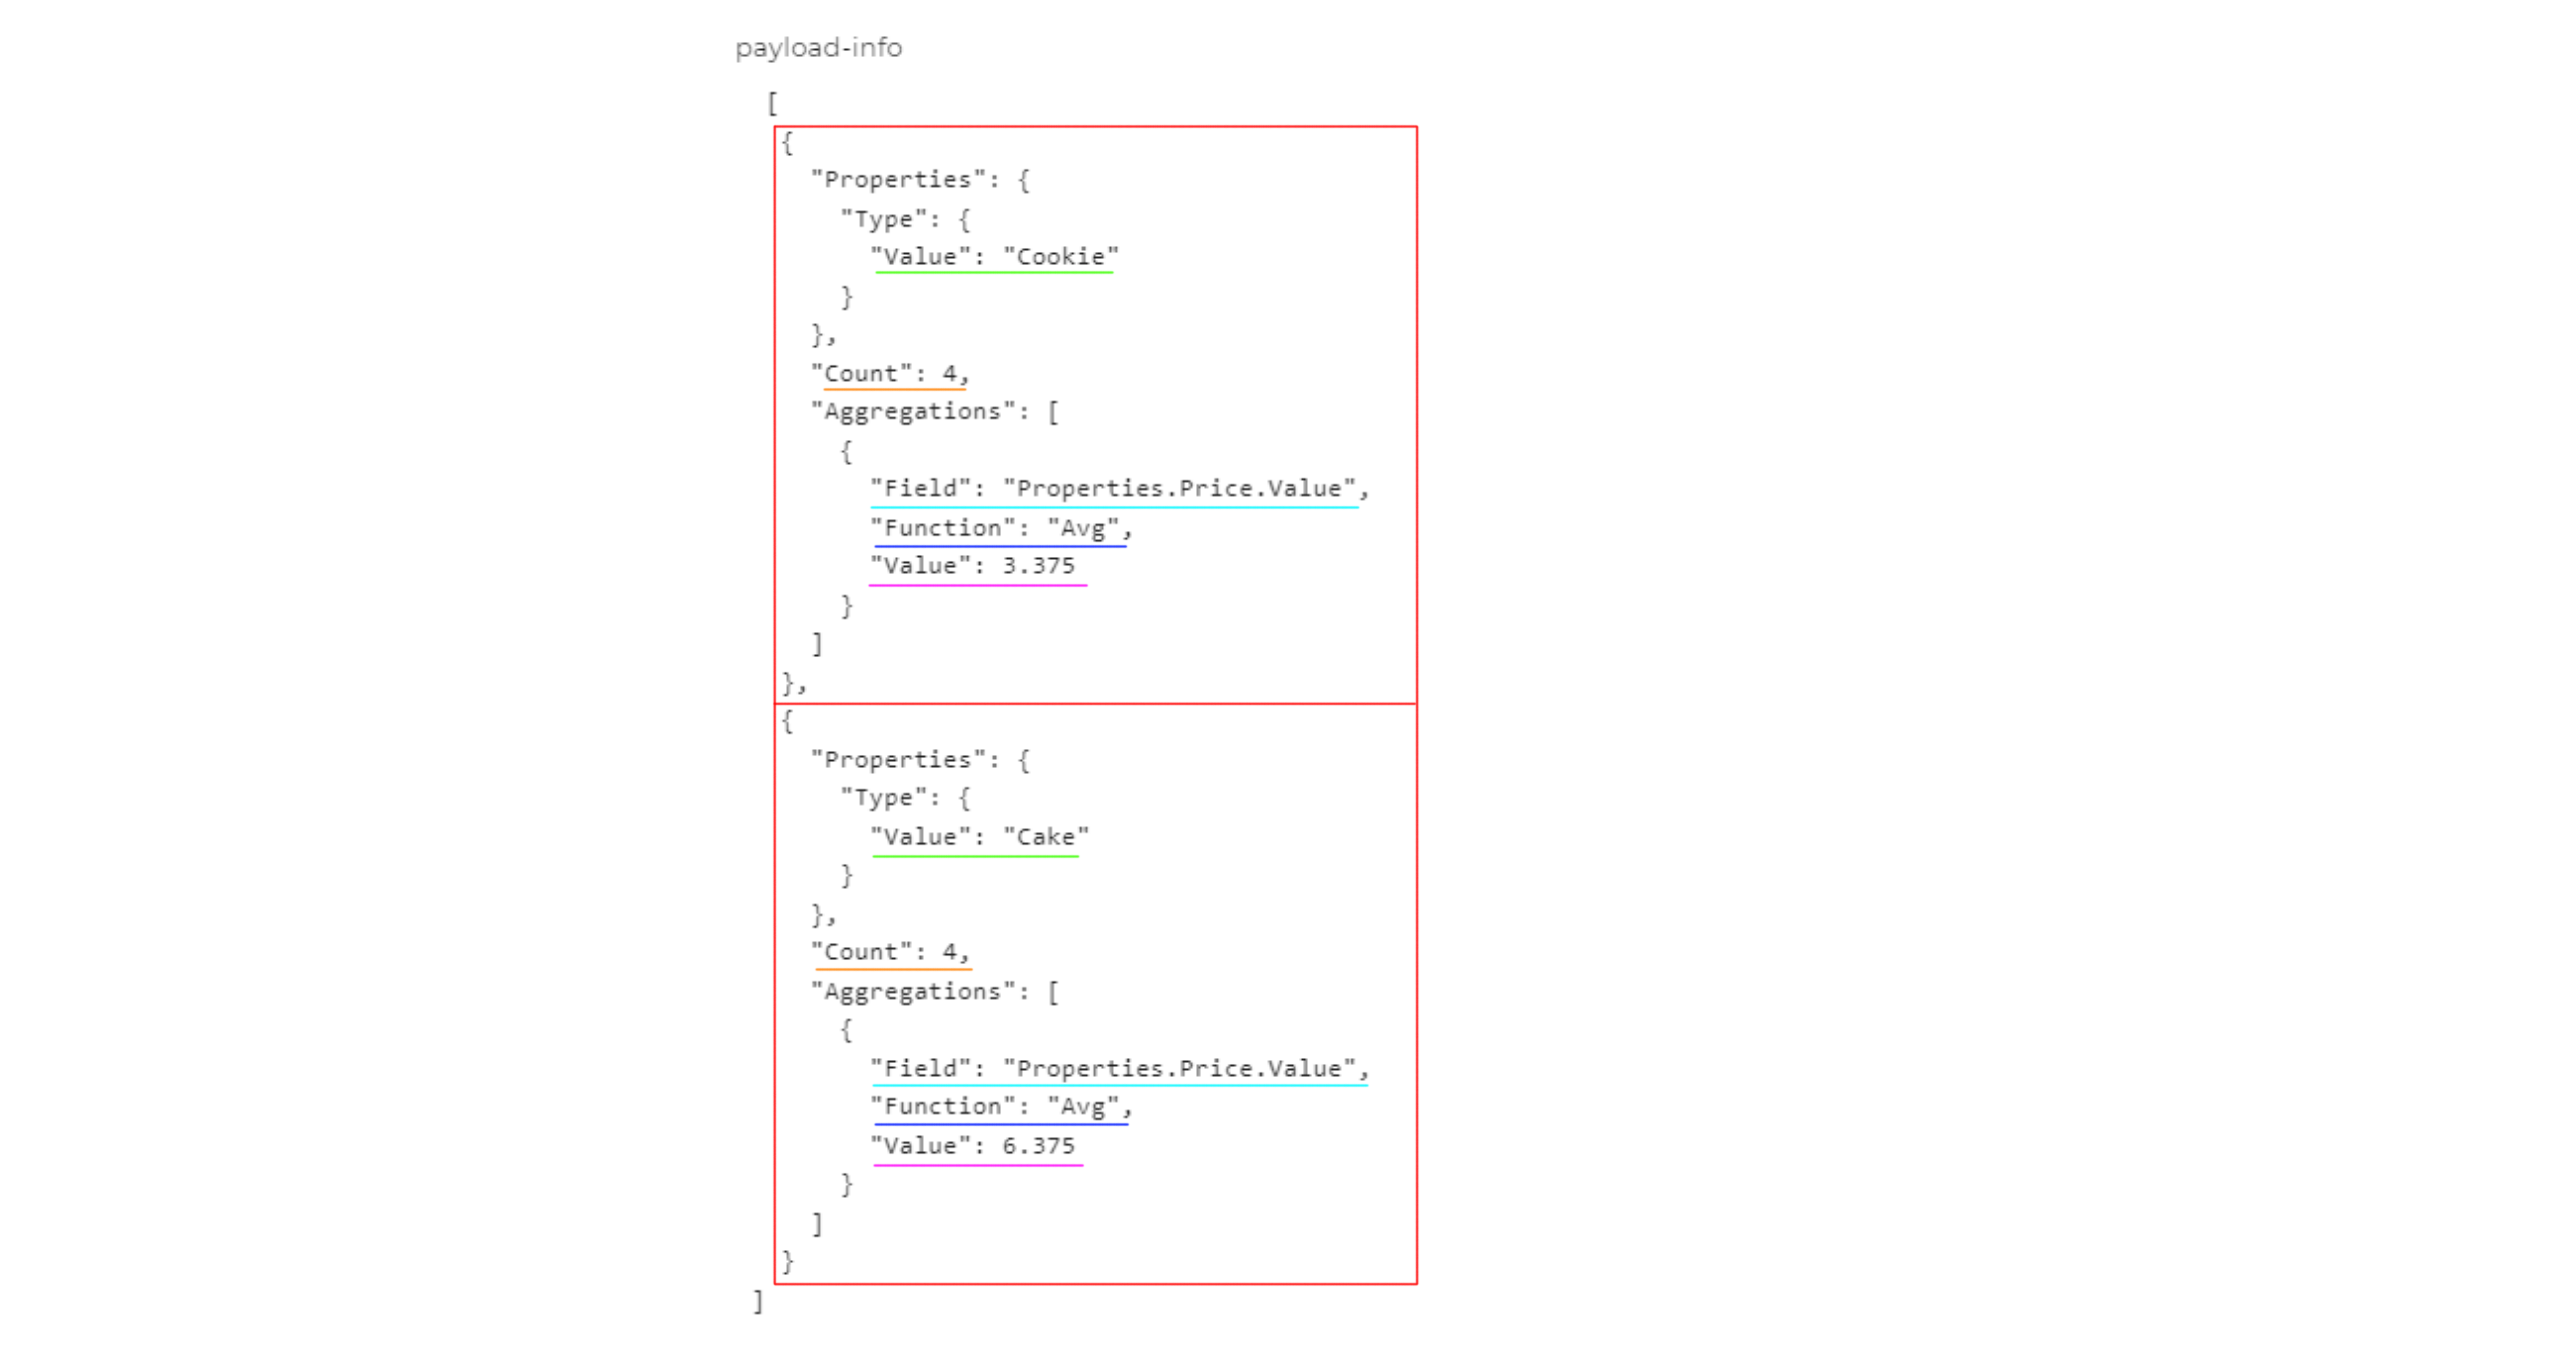 payload-info
[
{
"Properties": {
"Type": {
"Value": "Cookie"
}
},
"Count": 4,
"Aggregations": [
{
"Field": "Properties.Price.Value",
"Function": "Avg",
"Value": 3.375
}
]
},
{
"Properties": {
"Type": {
"Value": "Cake"
}
},
"Count": 4,
"Aggregations": [
{
"Field": "Properties.Price.Value",
"Function": "Avg",
"Value": 6.375
}
]
}
]